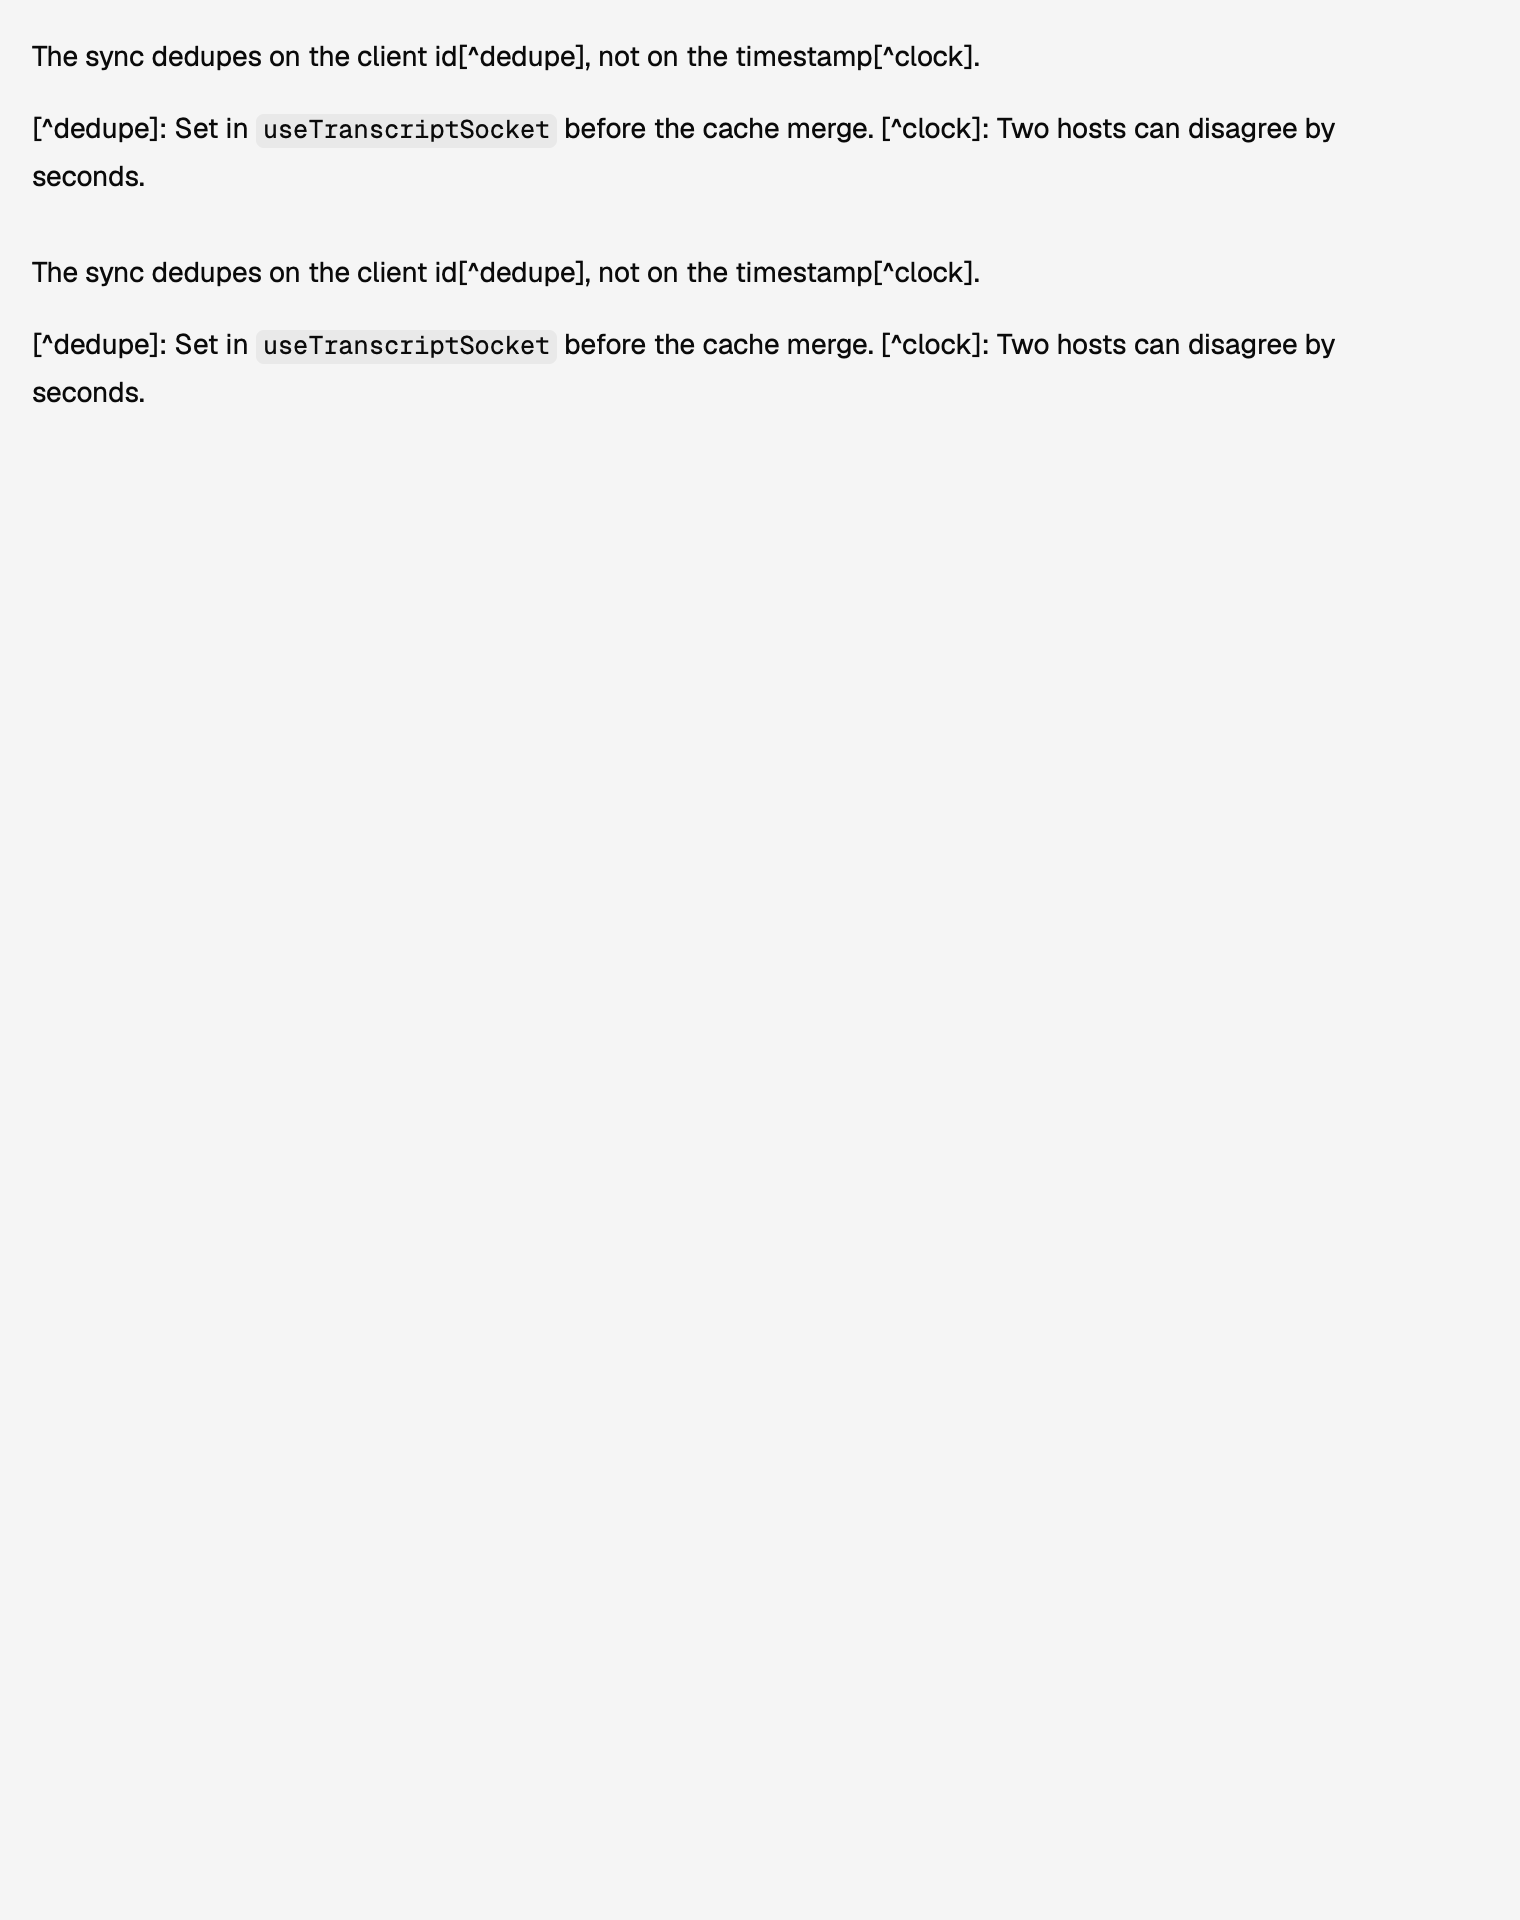 The sync dedupes on the client id[^dedupe], not on the timestamp[^clock].
[^dedupe]: Set in useTranscriptSocket before the cache merge. [^clock]: Two hosts can disagree by
seconds.
The sync dedupes on the client id[^dedupe], not on the timestamp[^clock].
[^dedupe]: Set in useTranscriptSocket before the cache merge. [^clock]: Two hosts can disagree by
seconds.